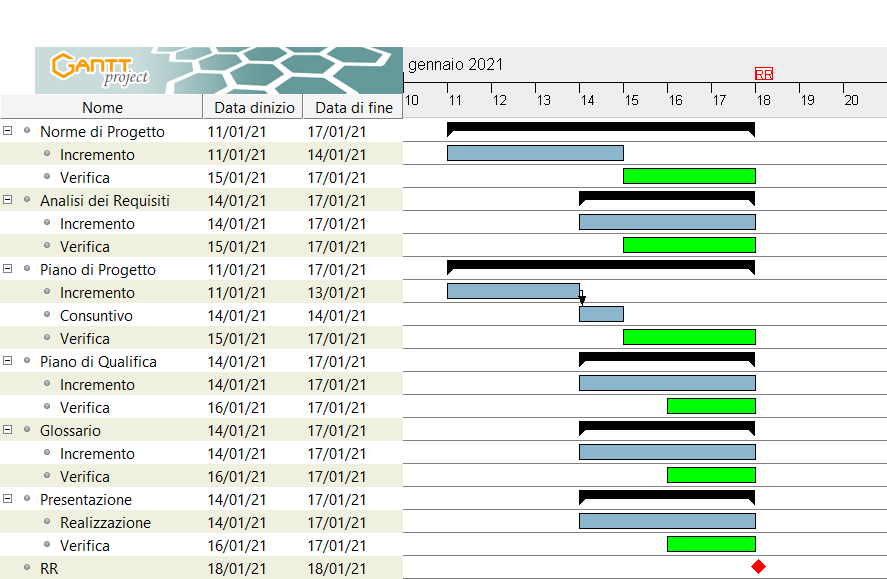 GANTT
project
gennaio 2021
RR
Nome Data dinizio Data di fine 10 11 12 13 14 15 16 17 18 19 20
Norme di Progetto 11/01/21 17/01/21
Incremento 11/01/21 14/01/21
Verifica 15/01/21 17/01/21
Analisi dei Requisiti 14/01/21 17/01/21
Incremento 14/01/21 17/01/21
Verifica 15/01/21 17/01/21
Piano di Progetto 11/01/21 17/01/21
Incremento 11/01/21 13/01/21
Consuntivo 14/01/21 14/01/21
Verifica 15/01/21 17/01/21
Piano di Qualifica 14/01/21 17/01/21
Incremento 14/01/21 17/01/21
Verifica 16/01/21 17/01/21
Glossario 14/01/21 17/01/21
Incremento 14/01/21 17/01/21
Verifica 16/01/21 17/01/21
Presentazione 14/01/21 17/01/21
Realizzazione 14/01/21 17/01/21
Verifica 16/01/21 17/01/21
RR 18/01/21 18/01/21